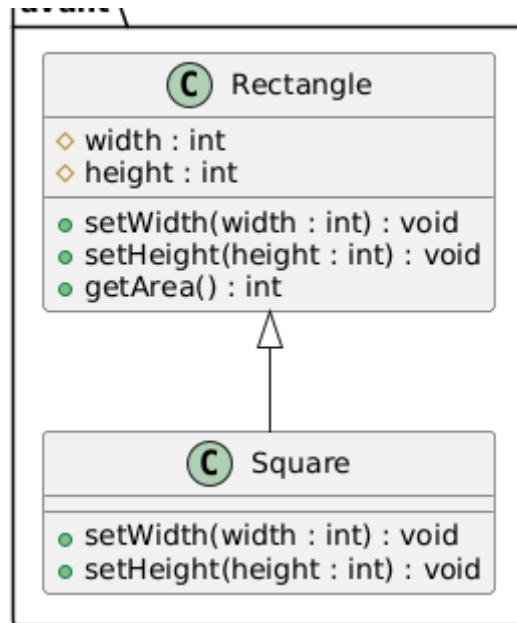 avant
C Rectangle
width : int
height : int
setWidth(width : int) : void
setHeight(height : int) : void
getArea() : int
C Square
setWidth(width : int) : void
setHeight(height : int) : void